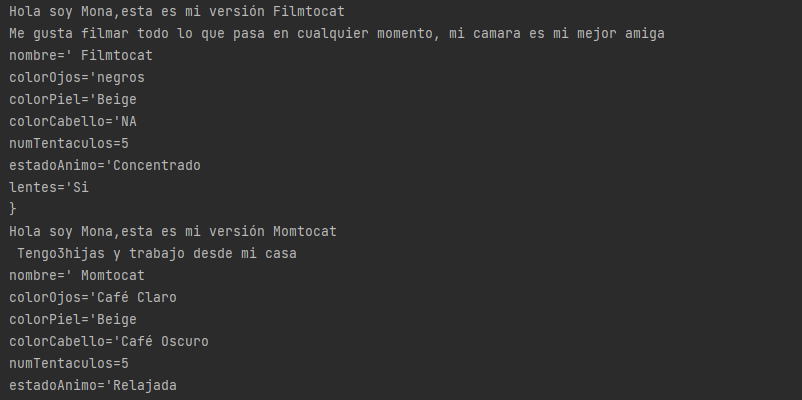 Hola soy Mona,esta es mi versión Filmtocat
Me gusta filmar todo lo que pasa en cualquier momento, mi camara es mi mejor amiga
nombre=' Filmtocat
colorOjos='negros
colorPiel='Beige
colorCabello='NA
numTentaculos=5
estadoAnimo='Concentrado
lentes='Si
}
Hola soy Mona,esta es mi versión Momtocat
 Tengo3hijas y trabajo desde mi casa
nombre=' Momtocat
colorOjos='Café Claro
colorPiel='Beige
colorCabello='Café Oscuro
numTentaculos=5
estadoAnimo='Relajada